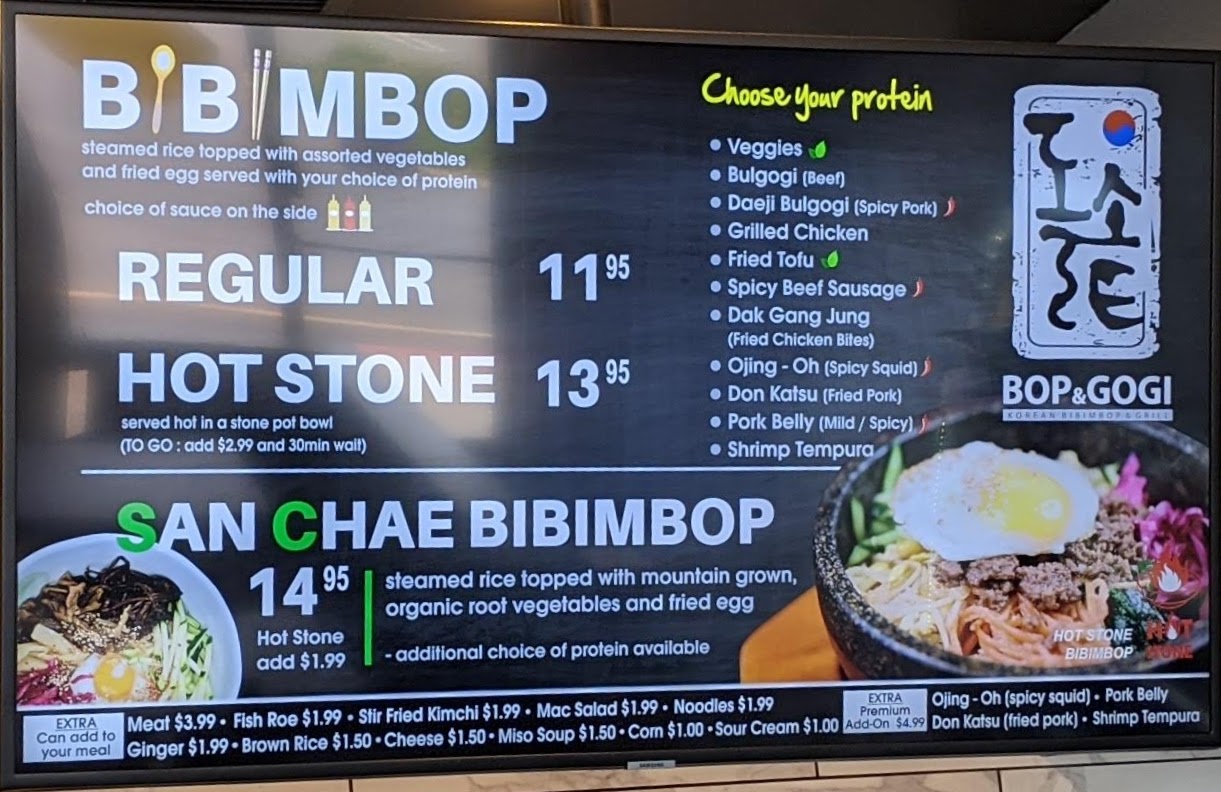 BIBIMBOP
steamed rice topped with assorted vegetables
and fried egg served with your choice of protein
choice of sauce on the side
REGULAR 11 95
HOT STONE 13 95
served hot in a stone pot bowl
(TO GO : add $2.99 and 30min wait)
Choose your protein
• Veggies
• Bulgogi (Beef)
• Daeji Bulgogi (Spicy Pork)
• Grilled Chicken
• Fried Tofu
• Spicy Beef Sausage
• Dak Gang Jung
(Fried Chicken Bites)
• Ojing - Oh (Spicy Squid)
• Don Katsu (Fried Pork)
• Pork Belly (Mild / Spicy)
• Shrimp Tempura
BOP&GOGI
KOREAN BIBIMBOP & GRILL
SAN CHAE BIBIMBOP
14 95
Hot Stone
add $1.99
steamed rice topped with mountain grown,
organic root vegetables and fried egg
- additional choice of protein available
HOT STONE
BIBIMBOP
HOT
STONE
EXTRA
Can add to
your meal
Meat $3.99 • Fish Roe $1.99 • Stir Fried Kimchi $1.99 • Mac Salad $1.99 • Noodles $1.99
Ginger $1.99 • Brown Rice $1.50 • Cheese $1.50 • Miso Soup $1.50 • Corn $1.00 • Sour Cream $1.00
EXTRA
Premium
Add-On $4.99
Ojing - Oh (spicy squid) • Pork Belly
Don Katsu (fried pork) • Shrimp Tempura
SAMSUNG